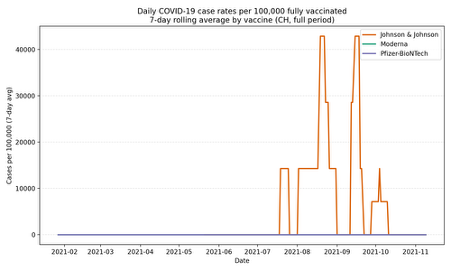 Daily COVID-19 case rates per 100,000 fully vaccinated
7-day rolling average by vaccine (CH, full period)
Cases per 100,000 (7-day avg)
40000
30000
20000
10000
0
Johnson & Johnson
Moderna
Pfizer-BioNTech
2021-02 2021-03 2021-04 2021-05 2021-06 2021-07 2021-08 2021-09 2021-10 2021-11
Date